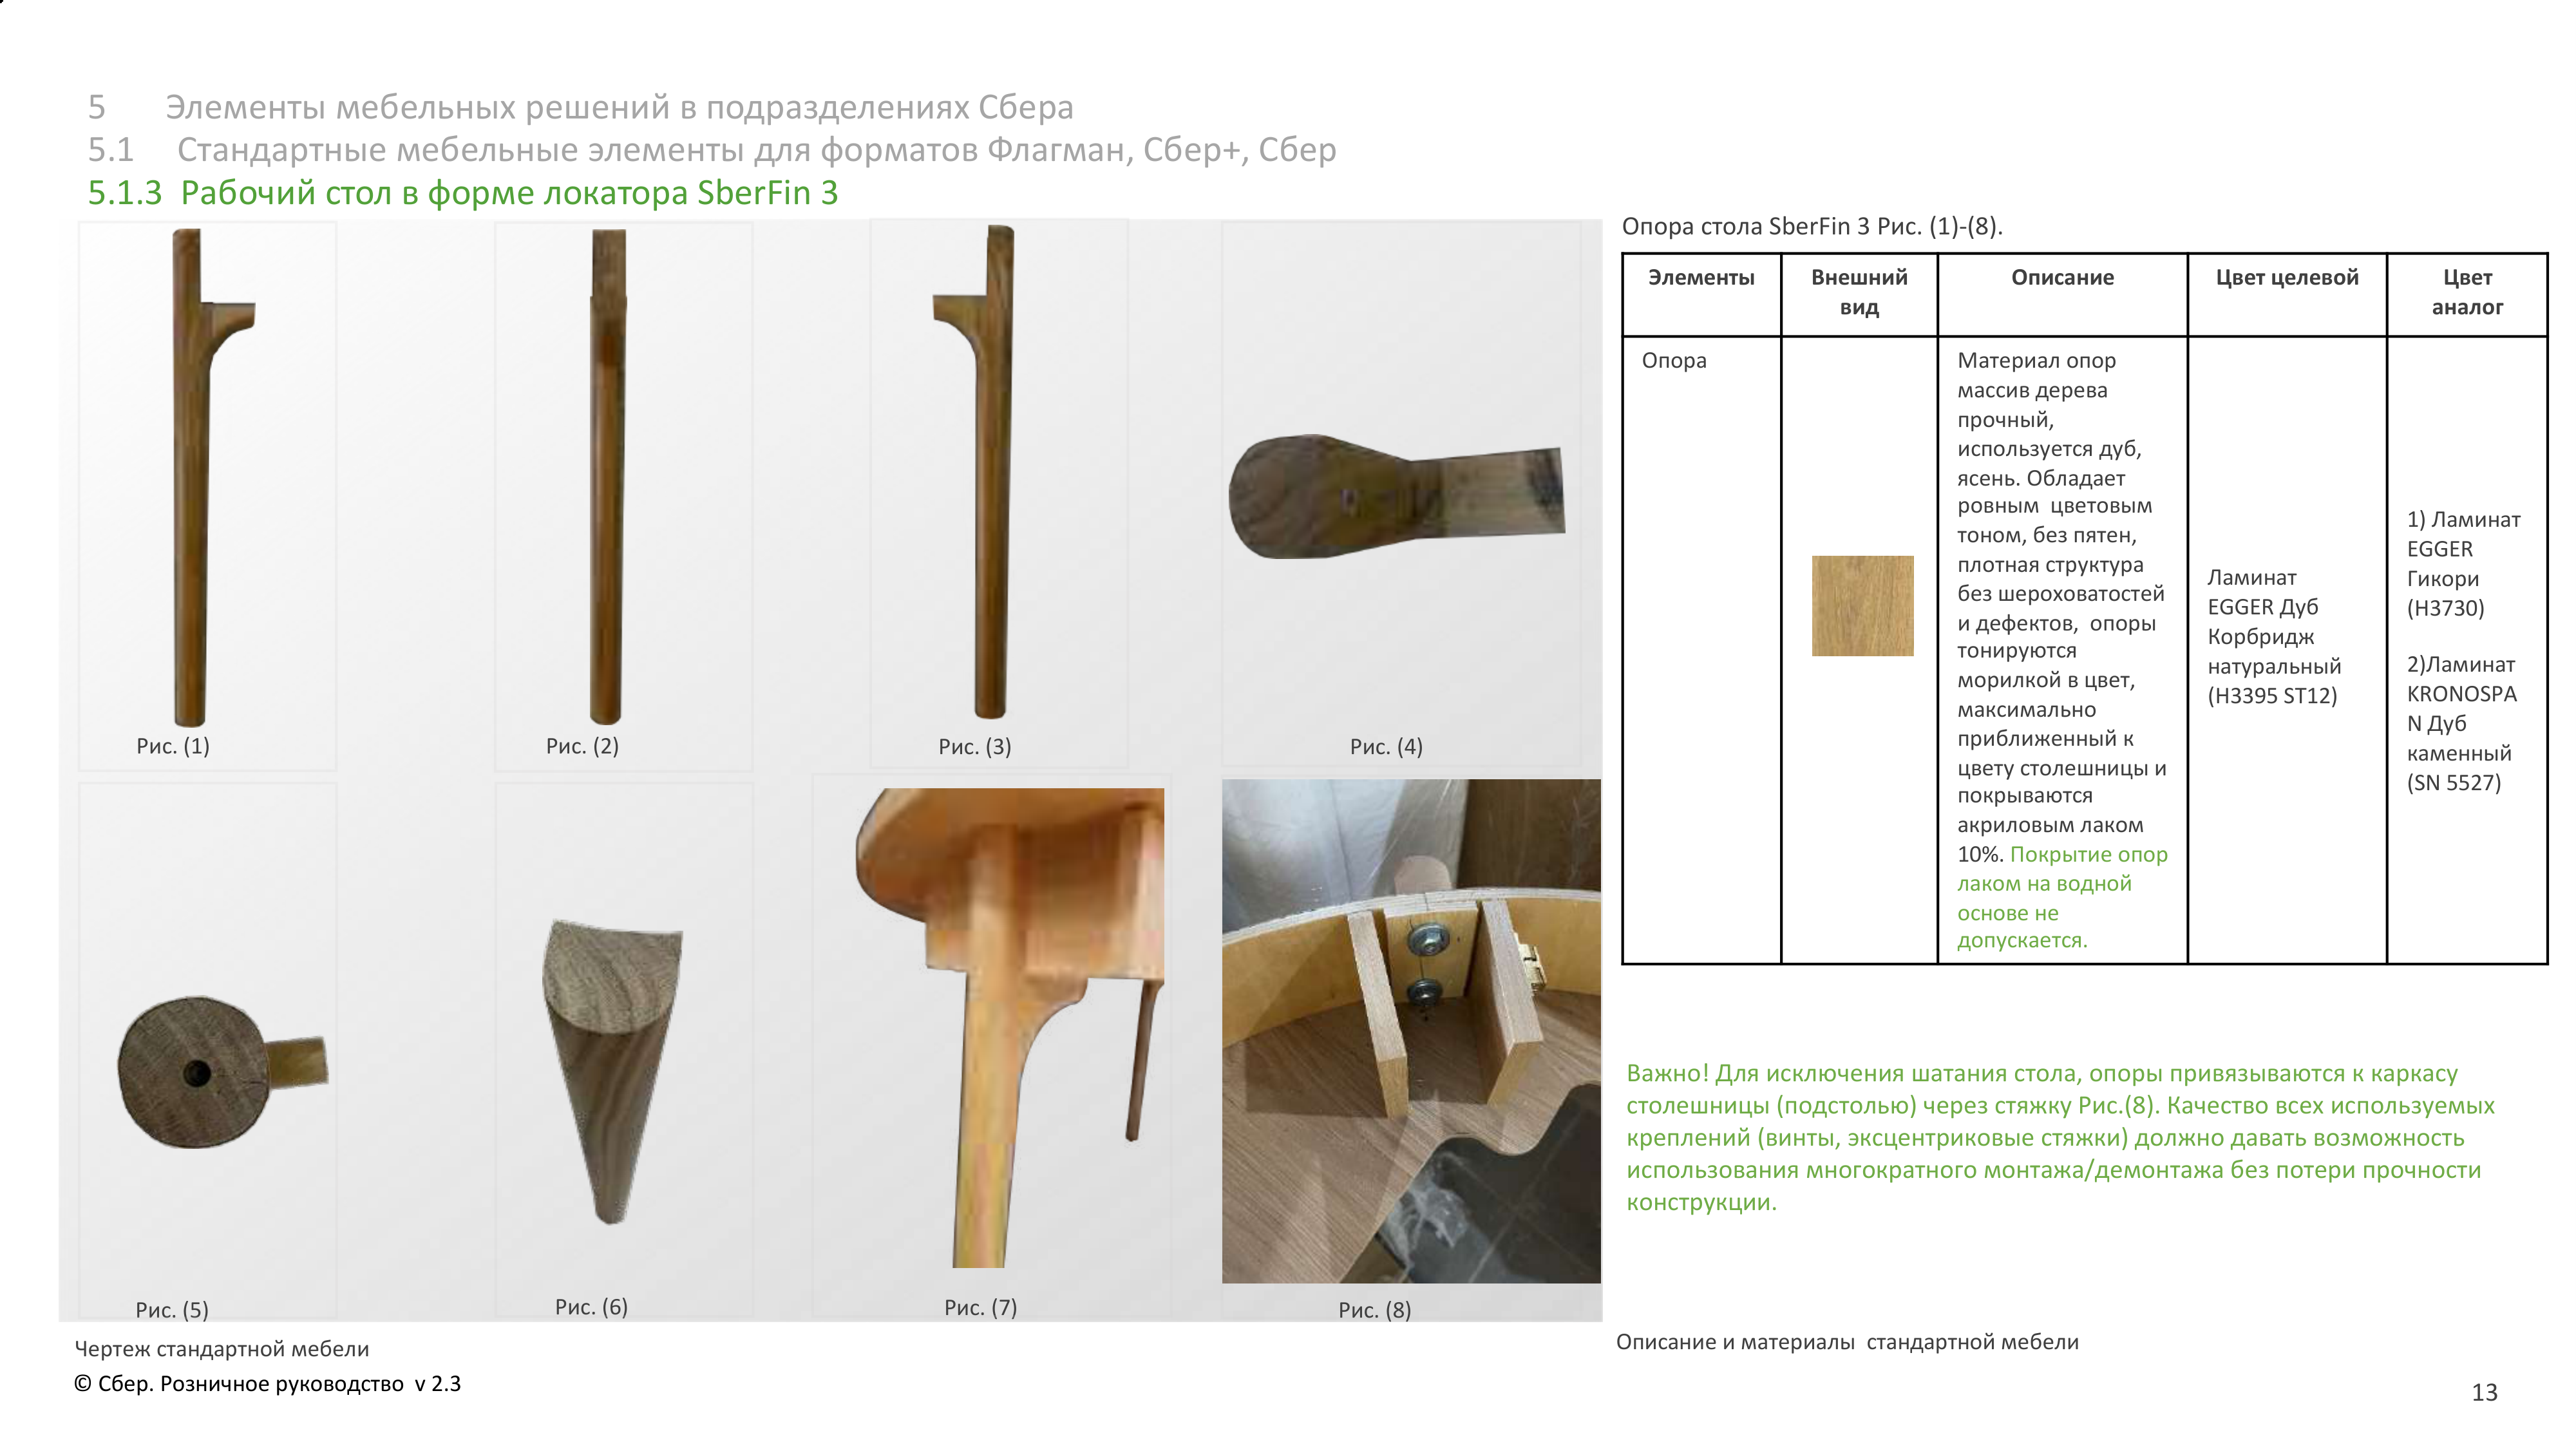 5 Элементы мебельных решений в подразделениях Сбера
5.1 Стандартные мебельные элементы для форматов Флагман, Сбер+, Сбер
5.1.3 Рабочий стол в форме локатора SberFin 3
Рис. (1)
Рис. (2)
Рис. (3)
Рис. (4)
Рис. (5)
Рис. (6)
Рис. (7)
Рис. (8)
Чертеж стандартной мебели
Опора стола SberFin 3 Рис. (1)-(8).
Элементы
Внешний
вид
Описание
Цвет целевой
Цвет
аналог
Опора
Материал опор
массив дерева
прочный,
используется дуб,
ясень. Обладает
ровным цветовым
тоном, без пятен,
плотная структура
без шероховатостей
и дефектов, опоры
тонируются
морилкой в цвет,
максимально
приближенный к
цвету столешницы и
покрываются
акриловым лаком
10%. Покрытие опор
лаком на водной
основе не
допускается.
Ламинат
EGGER Дуб
Корбридж
натуральный
(H3395 ST12)
1) Ламинат
EGGER
Гикори
(H3730)
2)Ламинат
KRONOSPA
N Дуб
каменный
(SN 5527)
Важно! Для исключения шатания стола, опоры привязываются к каркасу
столешницы (подстолью) через стяжку Рис.(8). Качество всех используемых
креплений (винты, эксцентриковые стяжки) должно давать возможность
использования многократного монтажа/демонтажа без потери прочности
конструкции.
Описание и материалы стандартной мебели
© Сбер. Розничное руководство v 2.3
13